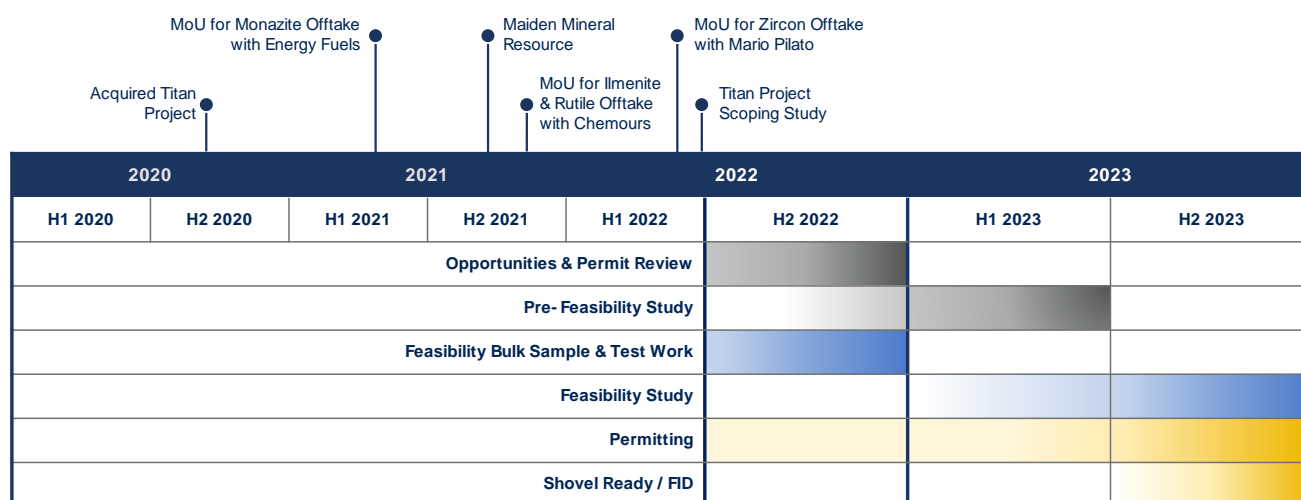 MoU for Monazite Offtake
with Energy Fuels
Maiden Mineral
Resource
MoU for Zircon Offtake
with Mario Pilato
Acquired Titan
Project
MoU for Ilmenite
& Rutile Offtake
with Chemours
Titan Project
Scoping Study
2020 2021 2022 2023
H1 2020 H2 2020 H1 2021 H2 2021 H1 2022 H2 2022 H1 2023 H2 2023
Opportunities & Permit Review
Pre- Feasibility Study
Feasibility Bulk Sample & Test Work
Feasibility Study
Permitting
Shovel Ready / FID